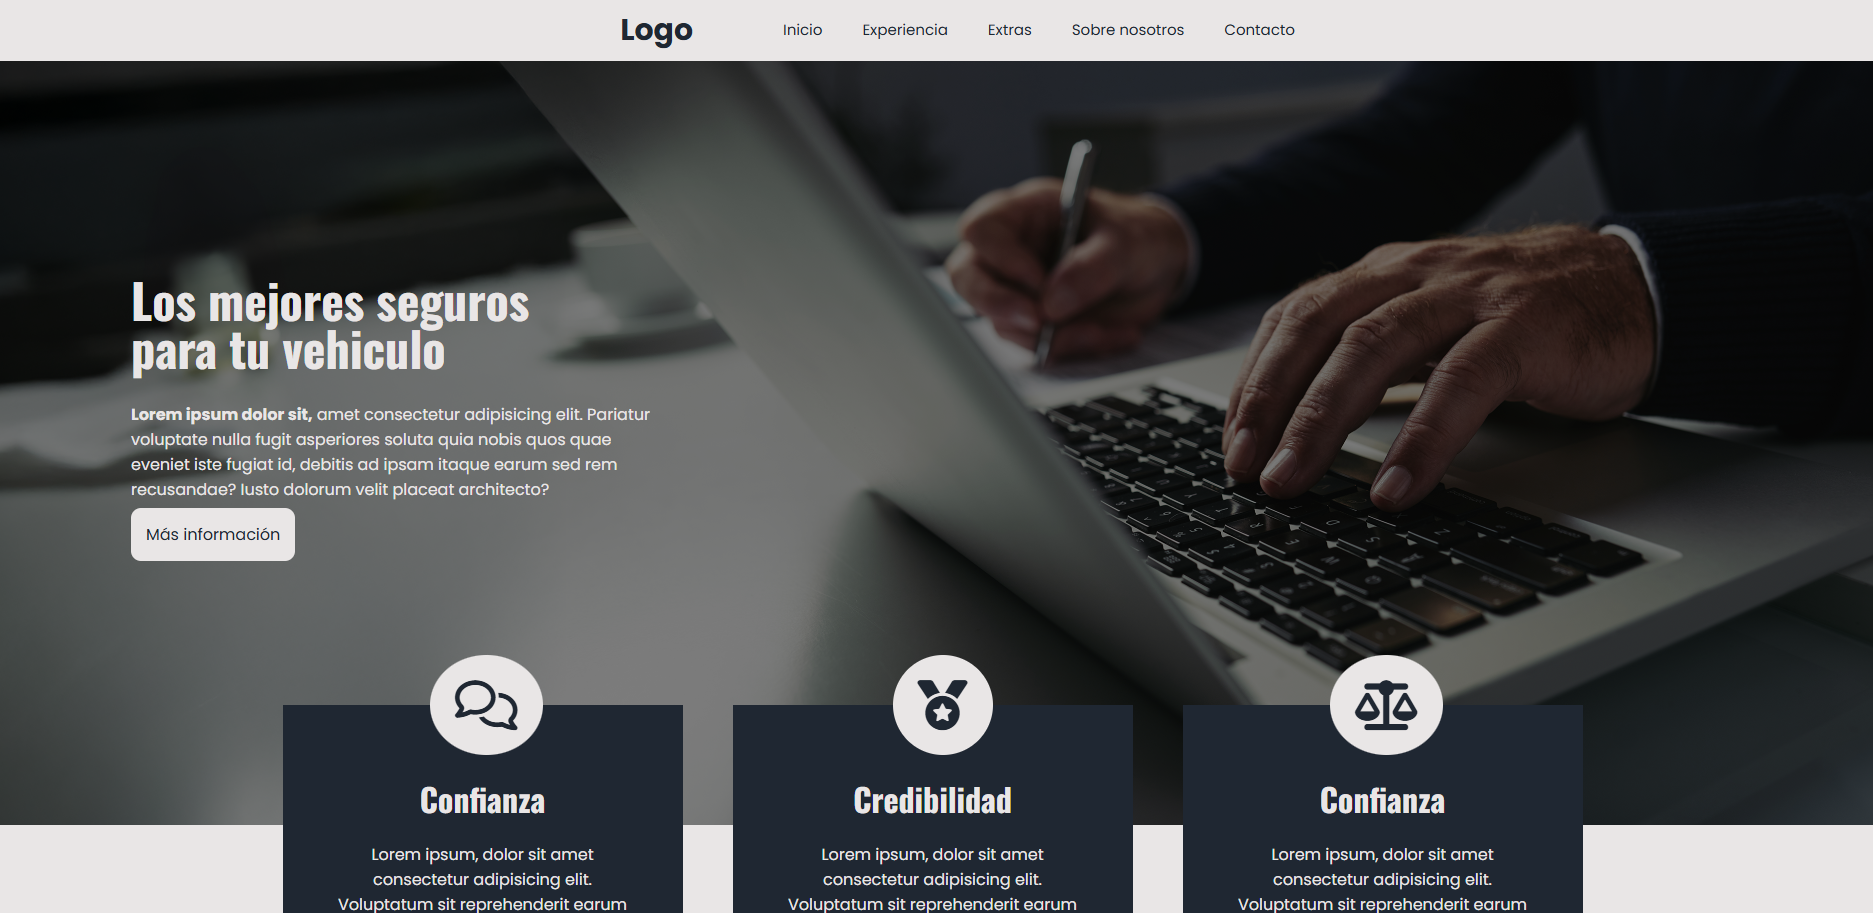 Logo
Inicio Experiencia Extras Sobre nosotros Contacto
Los mejores seguros
para tu vehiculo
Lorem ipsum dolor sit, amet consectetur adipisicing elit. Pariatur
voluptate nulla fugit asperiores soluta quia nobis quos quae
eveniet iste fugiat id, debitis ad ipsam itaque earum sed rem
recusandae? Iusto dolorum velit placeat architecto?
Más información
Confianza
Lorem ipsum, dolor sit amet
consectetur adipisicing elit.
Voluptatum sit reprehenderit earum
Credibilidad
Lorem ipsum, dolor sit amet
consectetur adipisicing elit.
Voluptatum sit reprehenderit earum
Confianza
Lorem ipsum, dolor sit amet
consectetur adipisicing elit.
Voluptatum sit reprehenderit earum